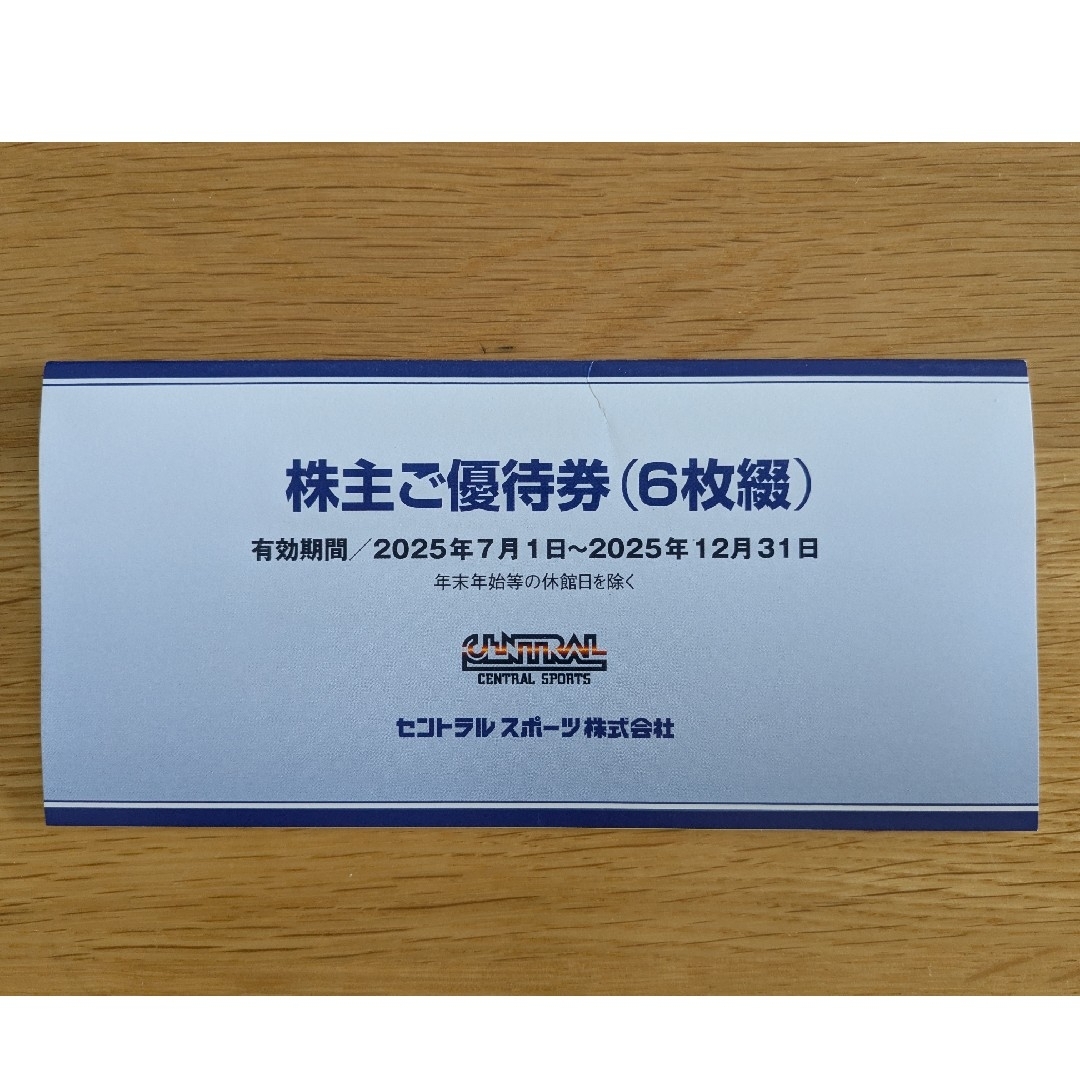 株主ご優待券(6枚綴)
有効期間／2025年7月1日～2025年12月31日
年末年始等の休館日を除く
CENTRAL
CENTRAL SPORTS
セントラルスポーツ株式会社